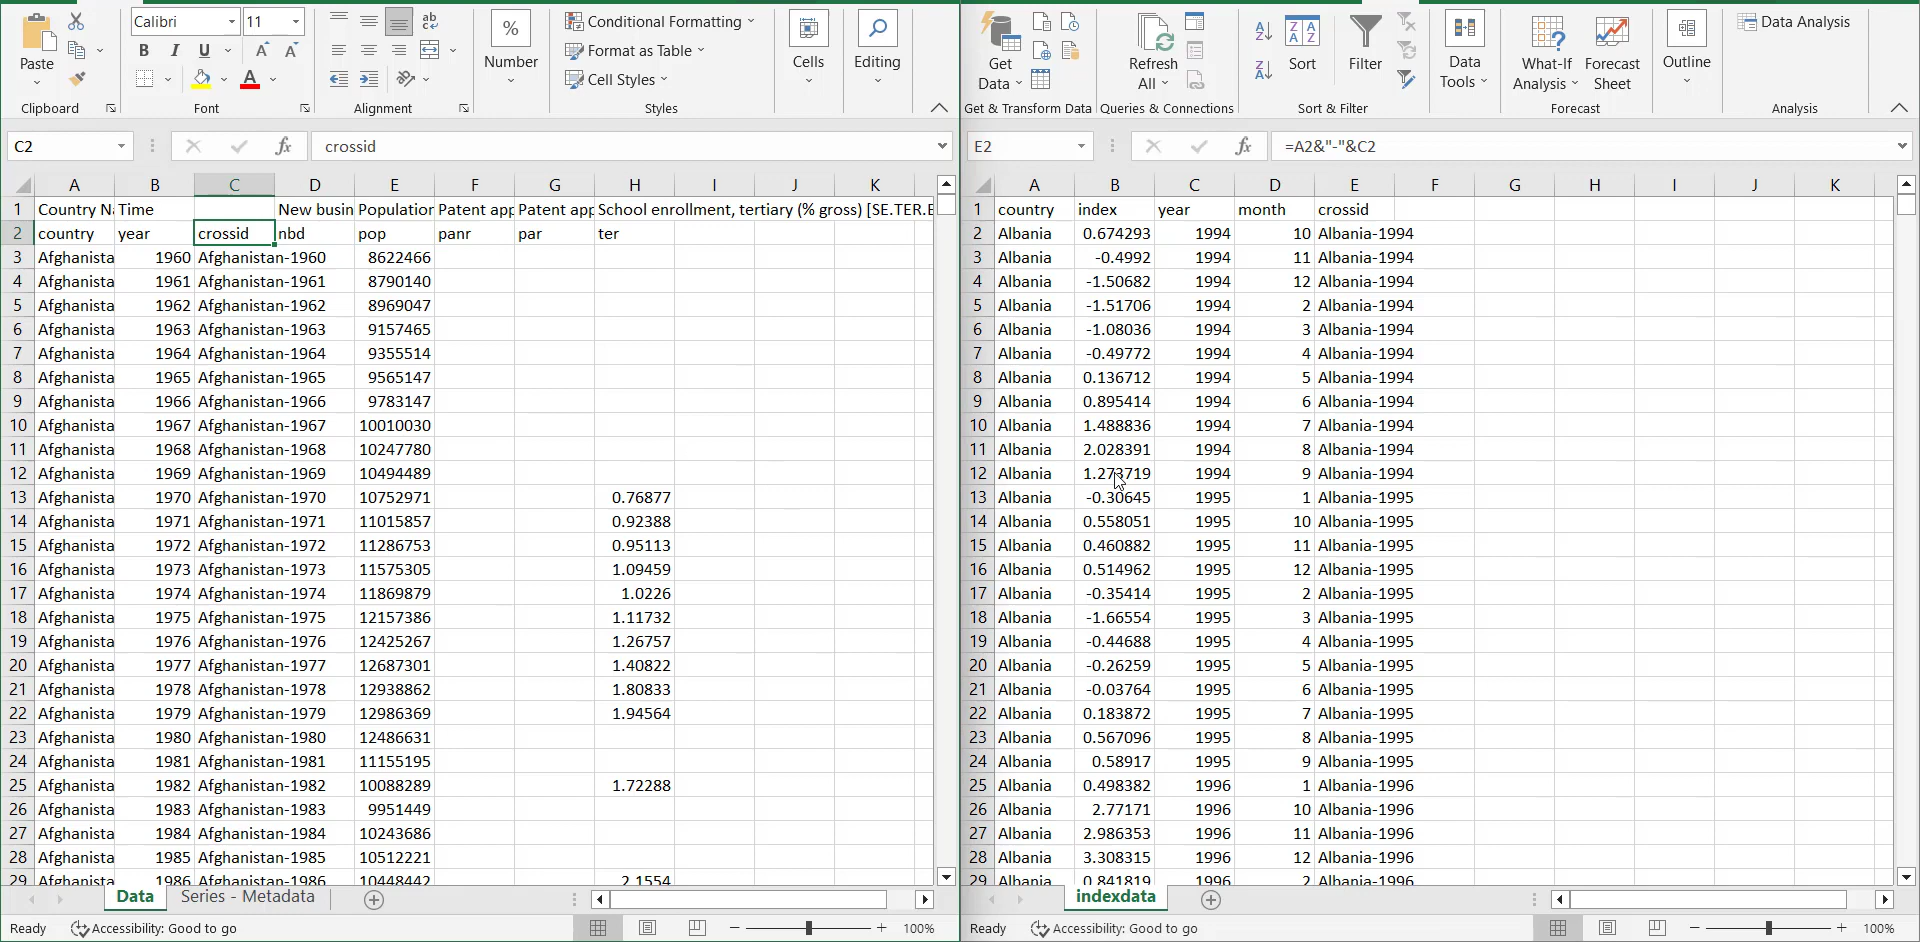 Paste
Clipboard
Calibri 11
B I U
Font
ab
Alignment
%
Number
Conditional Formatting
Format as Table
Cell Styles
Styles
Cells
Editing
C2 fx crossid
A B C D E F G H I J K
1 Country N Time New busin Population Patent app Patent app School enrollment, tertiary (% gross) [SE.TER.E
2 country year crossid nbd pop panr par ter
3 Afghanista 1960 Afghanistan-1960 8622466
4 Afghanista 1961 Afghanistan-1961 8790140
5 Afghanista 1962 Afghanistan-1962 8969047
6 Afghanista 1963 Afghanistan-1963 9157465
7 Afghanista 1964 Afghanistan-1964 9355514
8 Afghanista 1965 Afghanistan-1965 9565147
9 Afghanista 1966 Afghanistan-1966 9783147
10 Afghanista 1967 Afghanistan-1967 10010030
11 Afghanista 1968 Afghanistan-1968 10247780
12 Afghanista 1969 Afghanistan-1969 10494489
13 Afghanista 1970 Afghanistan-1970 10752971 0.76877
14 Afghanista 1971 Afghanistan-1971 11015857 0.92388
15 Afghanista 1972 Afghanistan-1972 11286753 0.95113
16 Afghanista 1973 Afghanistan-1973 11575305 1.09459
17 Afghanista 1974 Afghanistan-1974 11869879 1.0226
18 Afghanista 1975 Afghanistan-1975 12157386 1.11732
19 Afghanista 1976 Afghanistan-1976 12425267 1.26757
20 Afghanista 1977 Afghanistan-1977 12687301 1.40822
21 Afghanista 1978 Afghanistan-1978 12938862 1.80833
22 Afghanista 1979 Afghanistan-1979 12986369 1.94564
23 Afghanista 1980 Afghanistan-1980 12486631
24 Afghanista 1981 Afghanistan-1981 11155195
25 Afghanista 1982 Afghanistan-1982 10088289 1.72288
26 Afghanista 1983 Afghanistan-1983 9951449
27 Afghanista 1984 Afghanistan-1984 10243686
28 Afghanista 1985 Afghanistan-1985 10512221
29 Afghanista 1986 Afghanistan-1986 10448442 2.1554
Data Series - Metadata
Ready Accessibility: Good to go 100%
Get Data
Get & Transform Data
Refresh All
Queries & Connections
Sort
Filter
Sort & Filter
Data Tools
What-If Analysis
Forecast Sheet
Forecast
Outline
Data Analysis
Analysis
E2 fx =A2&"-"&C2
A B C D E F G H I J K
1 country index year month crossid
2 Albania 0.674293 1994 10 Albania-1994
3 Albania -0.4992 1994 11 Albania-1994
4 Albania -1.50682 1994 12 Albania-1994
5 Albania -1.51706 1994 2 Albania-1994
6 Albania -1.08036 1994 3 Albania-1994
7 Albania -0.49772 1994 4 Albania-1994
8 Albania 0.136712 1994 5 Albania-1994
9 Albania 0.895414 1994 6 Albania-1994
10 Albania 1.488836 1994 7 Albania-1994
11 Albania 2.028391 1994 8 Albania-1994
12 Albania 1.273719 1994 9 Albania-1994
13 Albania -0.30645 1995 1 Albania-1995
14 Albania 0.558051 1995 10 Albania-1995
15 Albania 0.460882 1995 11 Albania-1995
16 Albania 0.514962 1995 12 Albania-1995
17 Albania -0.35414 1995 2 Albania-1995
18 Albania -1.66554 1995 3 Albania-1995
19 Albania -0.44688 1995 4 Albania-1995
20 Albania -0.26259 1995 5 Albania-1995
21 Albania -0.03764 1995 6 Albania-1995
22 Albania 0.183872 1995 7 Albania-1995
23 Albania 0.567096 1995 8 Albania-1995
24 Albania 0.58917 1995 9 Albania-1995
25 Albania 0.498382 1996 1 Albania-1996
26 Albania 2.77171 1996 10 Albania-1996
27 Albania 2.986353 1996 11 Albania-1996
28 Albania 3.308315 1996 12 Albania-1996
29 Albania 0.841819 1996 2 Albania-1996
indexdata
Ready Accessibility: Good to go 100%